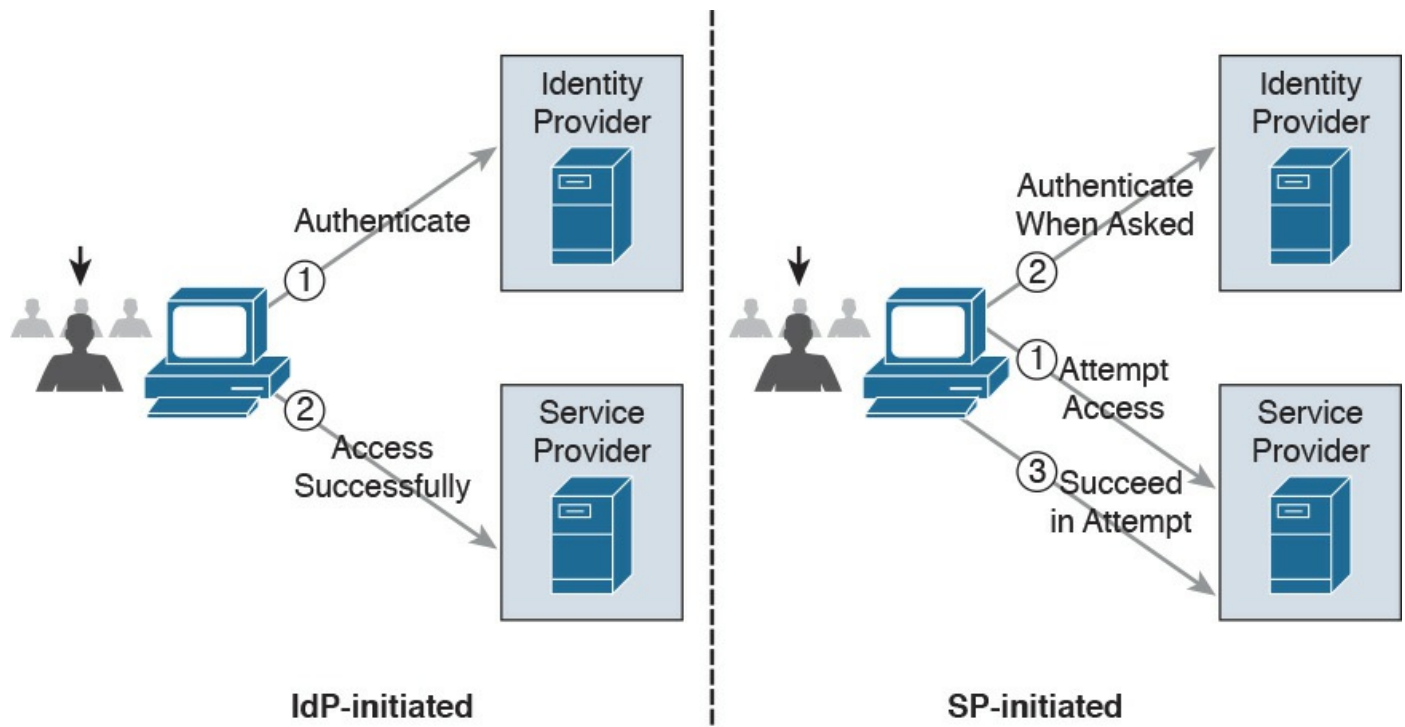 Identity
Provider
Authenticate
1
2
Access
Successfully
Service
Provider
IdP-initiated
Identity
Provider
Authenticate
When Asked
2
1
Attempt
Access
3
Succeed
in Attempt
Service
Provider
SP-initiated